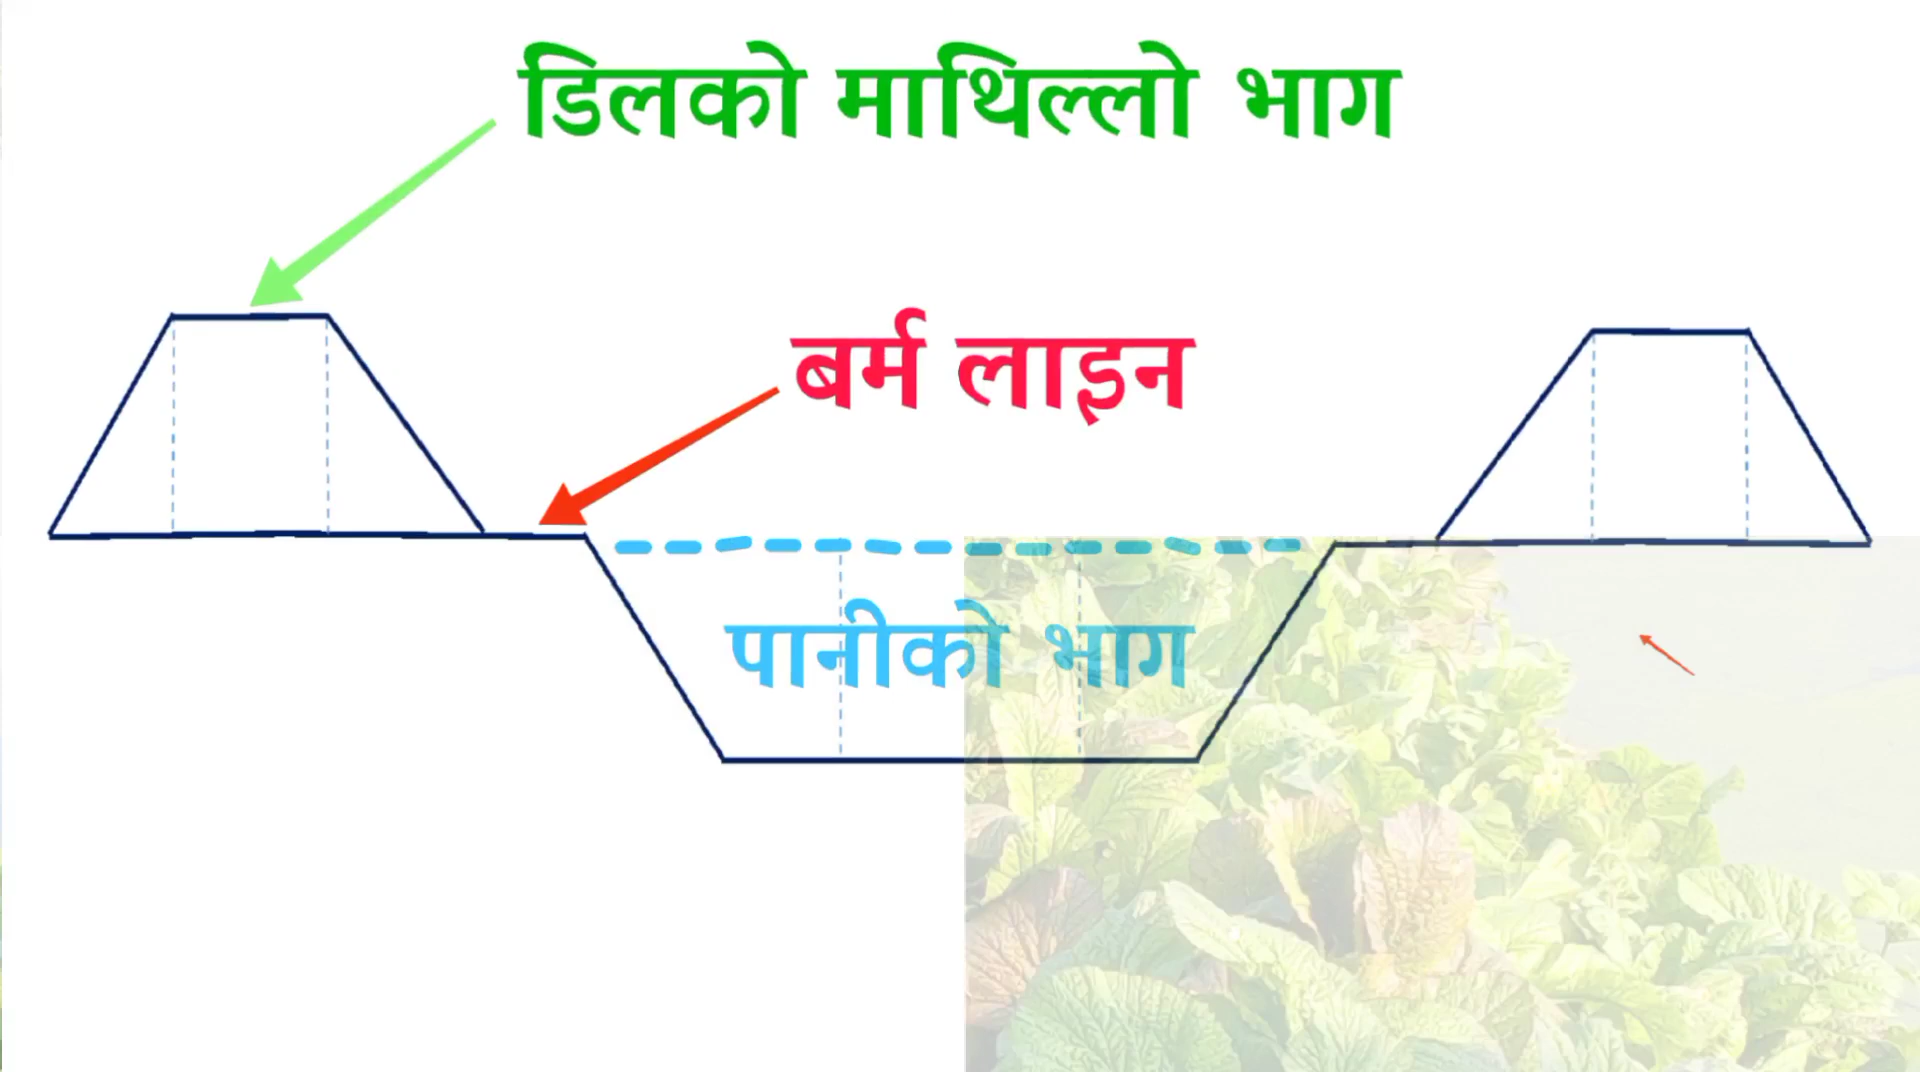 डिलको माथिल्लो भाग
बर्म लाइन
पानीको भाग